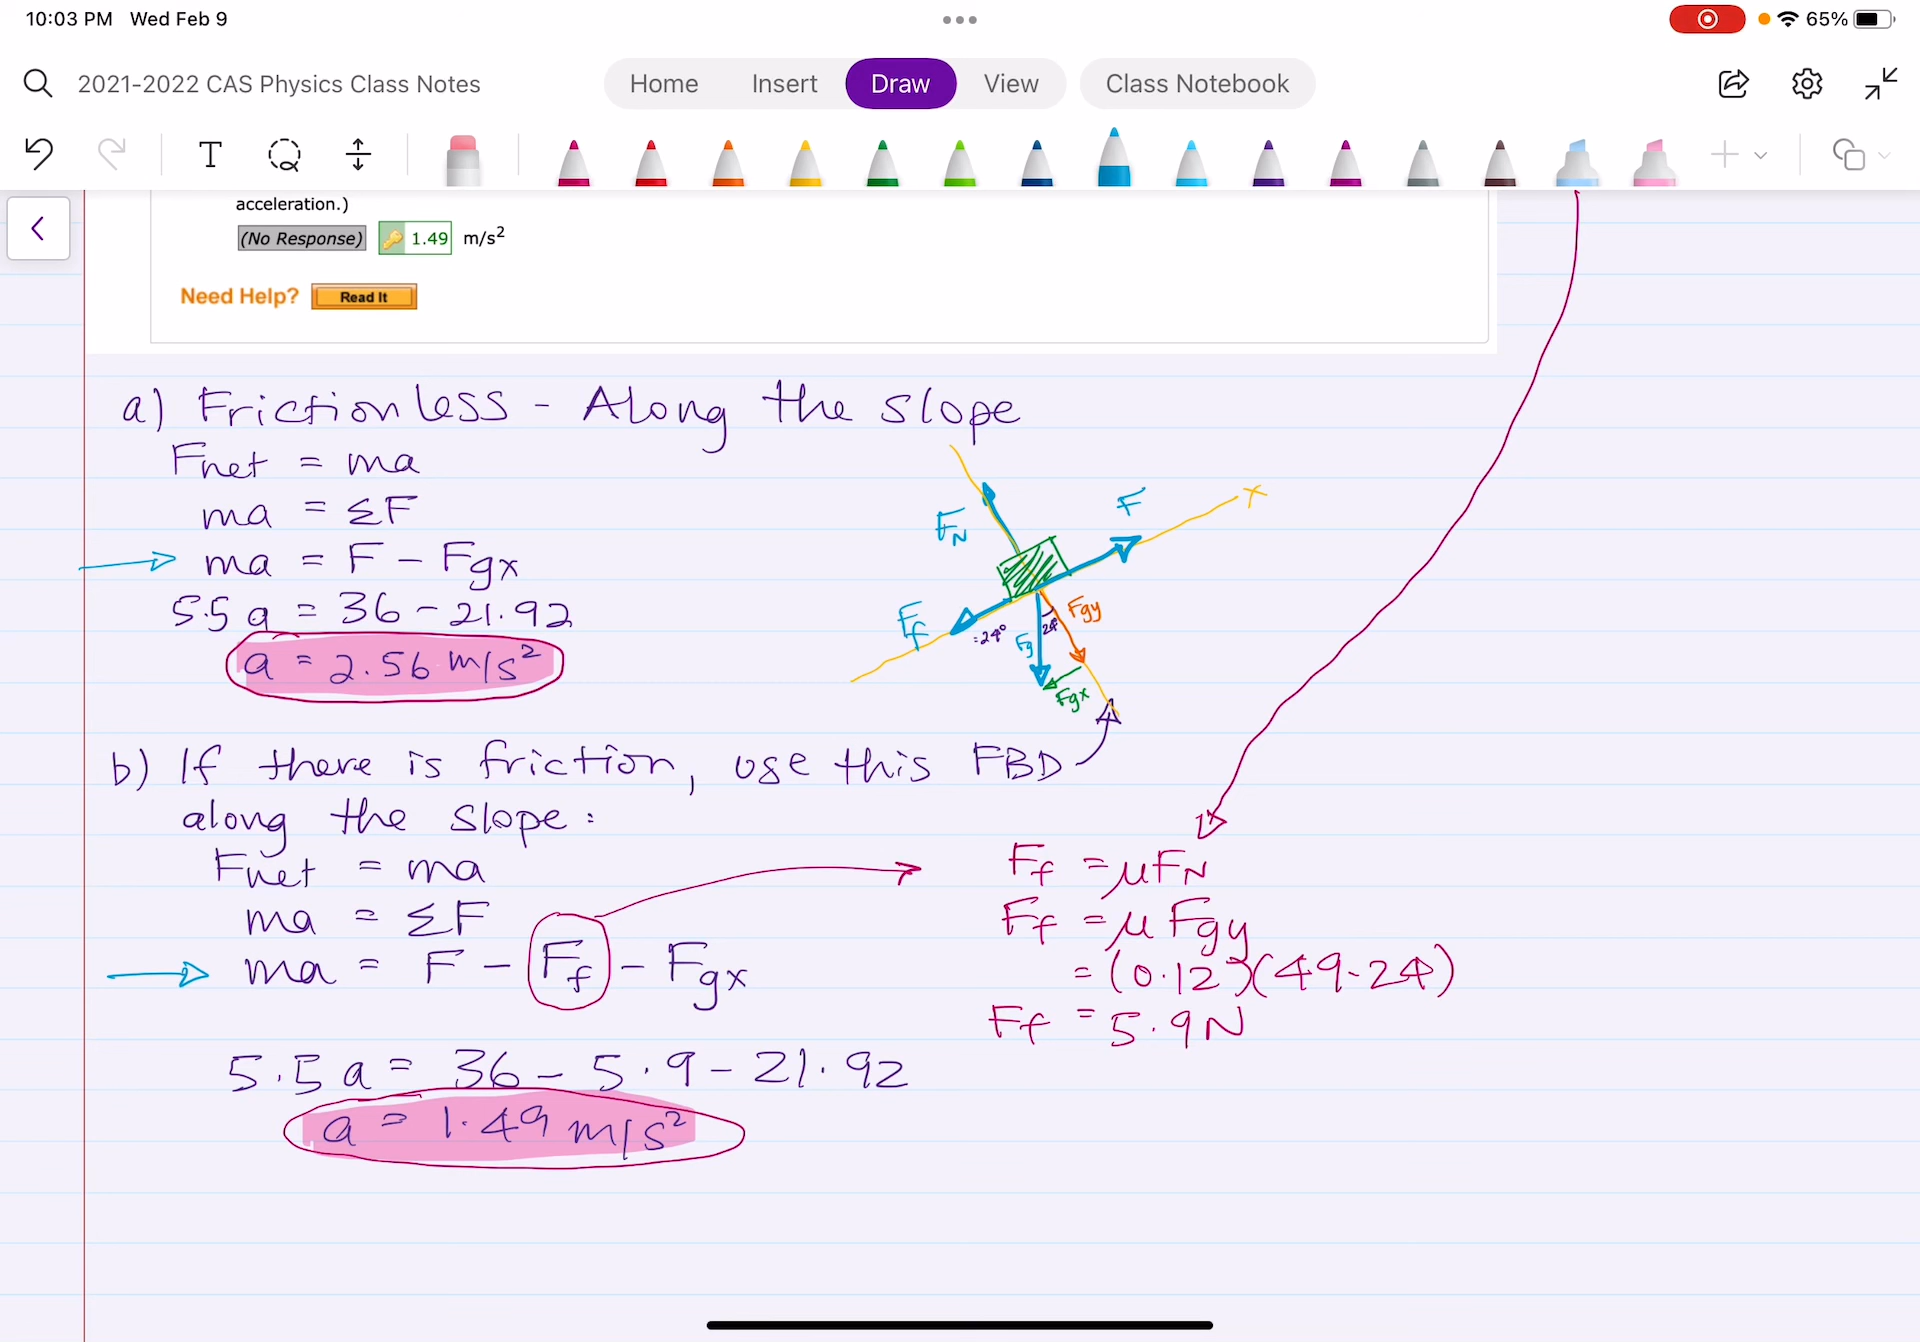 10:03 PM Wed Feb 9
65%
2021-2022 CAS Physics Class Notes
Home Insert Draw View Class Notebook
T
acceleration.)
(No Response) 1.49 m/s²
Need Help? Read It
a) Frictionless - Along the slope
Fnet = ma
ma = ΣF
ma = F - Fgx
5.5 a = 36 - 21.92
a = 2.56 m/s²
x
F
FN
Ff
=24°
Fg
24°
Fgy
Fgx
b) If there is friction, use this FBD
along the slope:
Fnet = ma
ma = ΣF
ma = F - Ff - Fgx
5.5 a = 36 - 5.9 - 21.92
a = 1.49 m/s²
Ff = μFN
Ff = μ Fgy
= (0.12)(49.24)
Ff = 5.9N